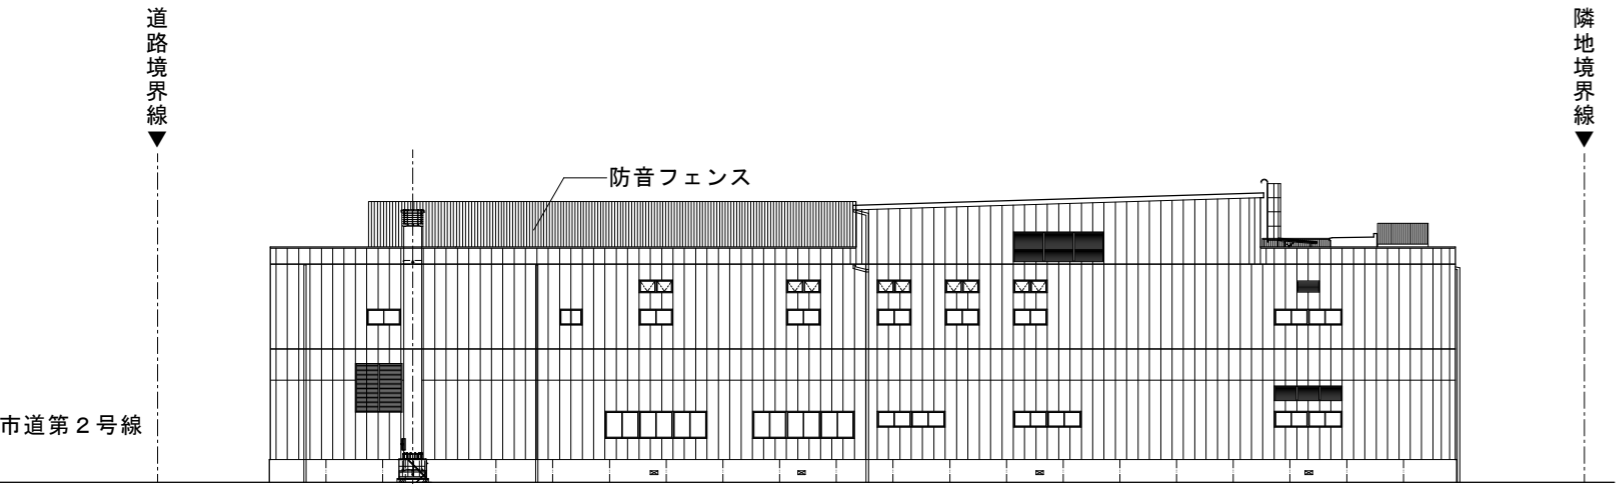 道路境界線
隣地境界線
防音フェンス
市道第２号線